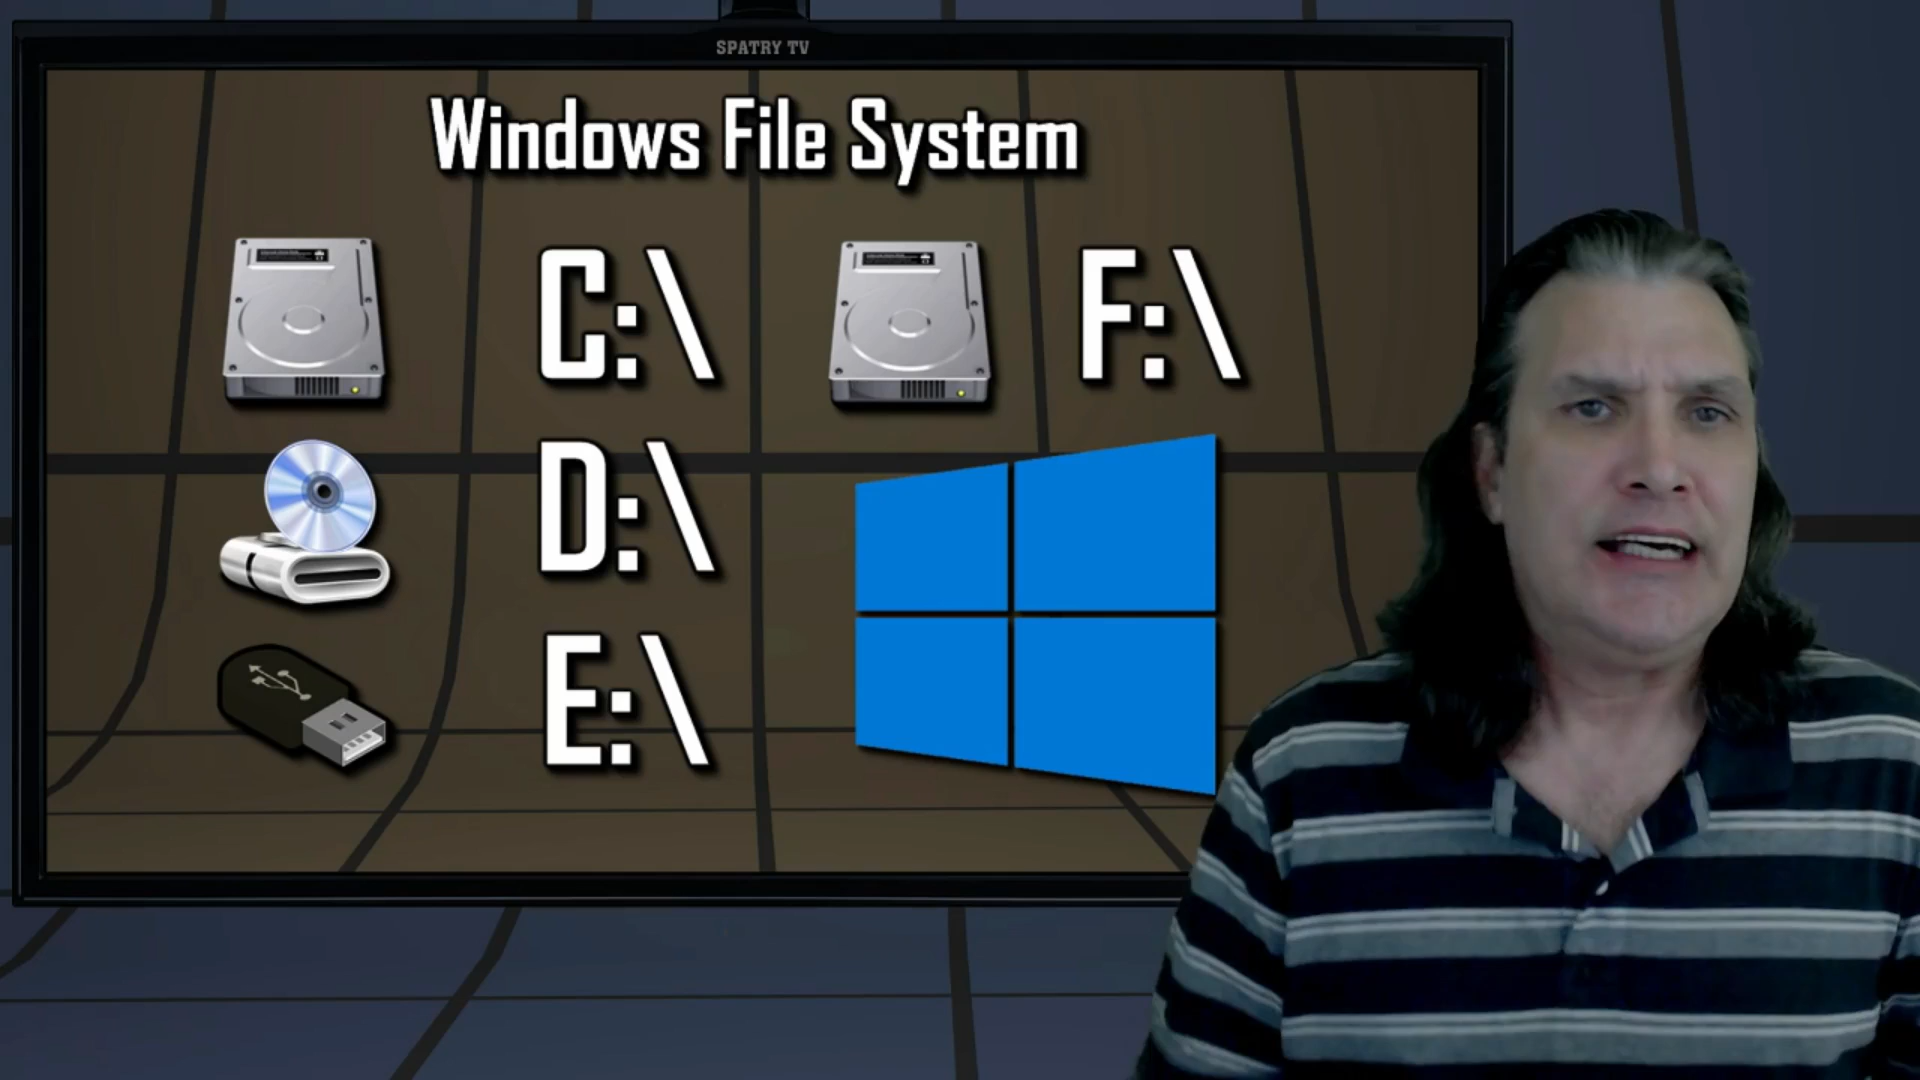 SPATRY TV
Windows File System
C:\ F:\
D:\
E:\